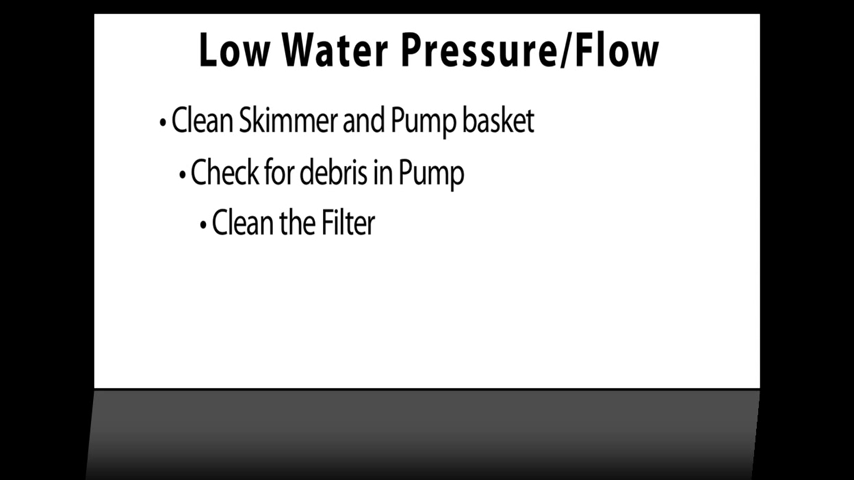 Low Water Pressure/Flow
• Clean Skimmer and Pump basket
• Check for debris in Pump
• Clean the Filter